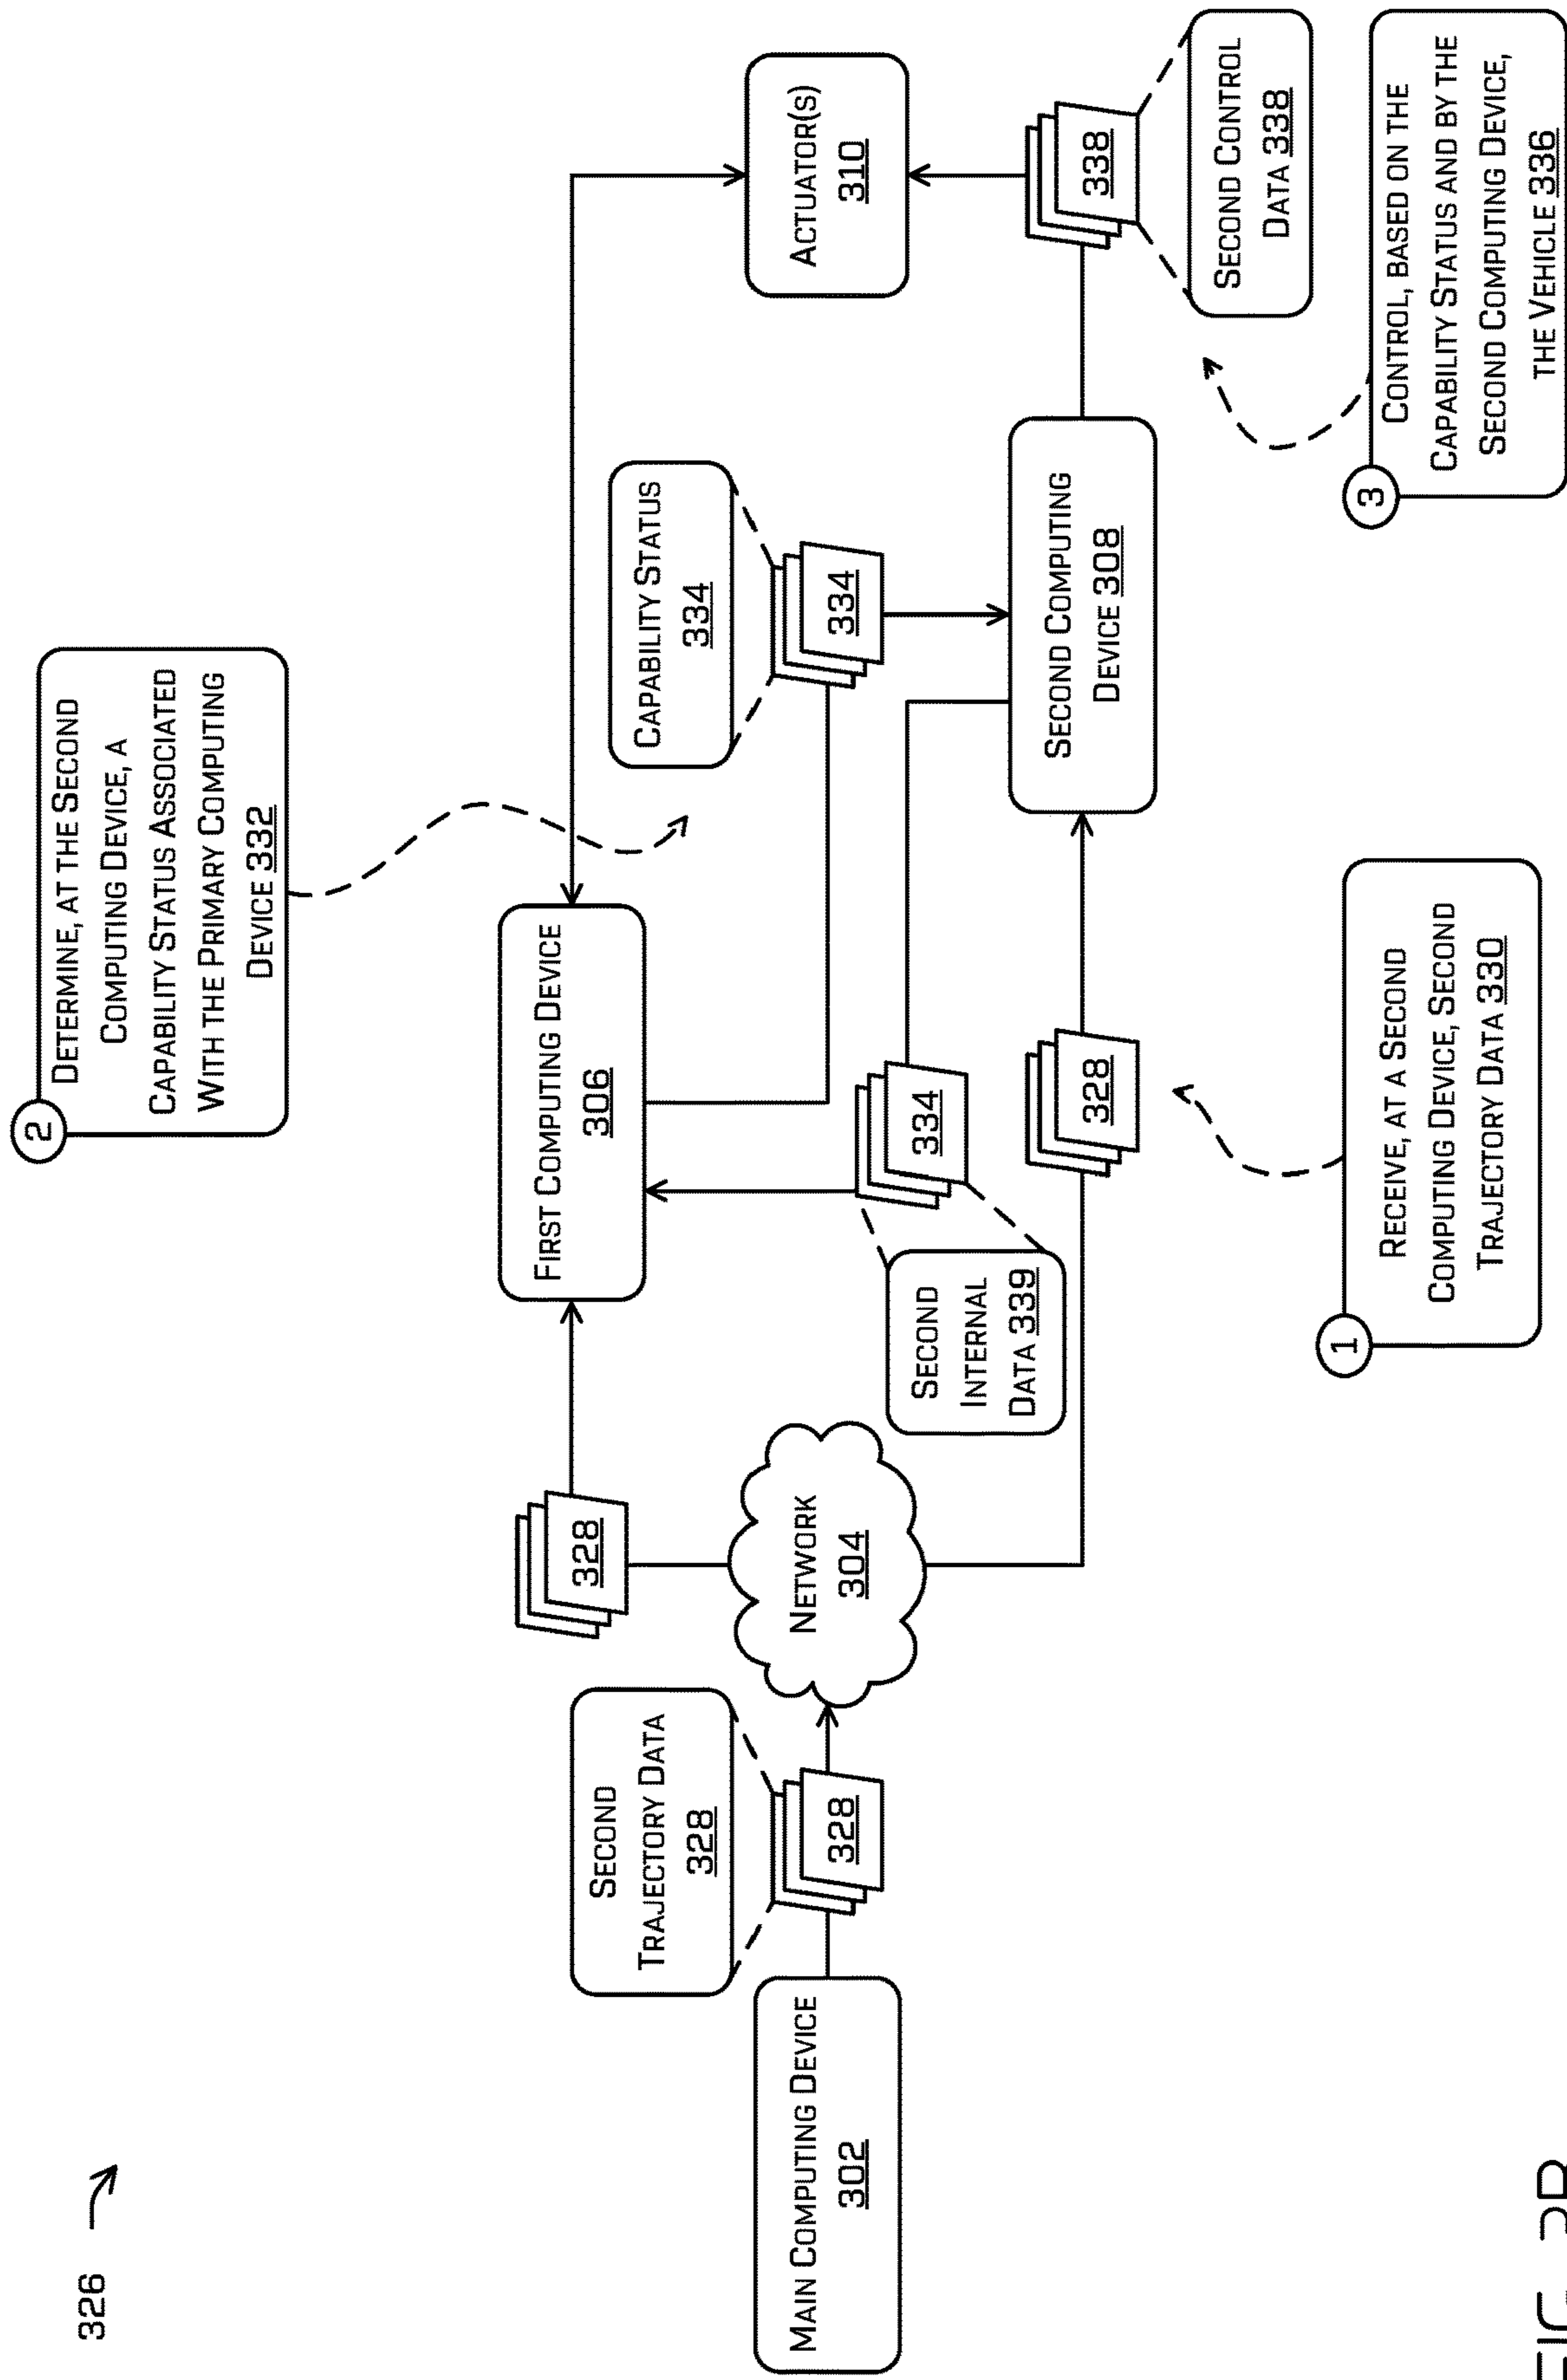 326
2
DETERMINE, AT THE SECOND
COMPUTING DEVICE, A
CAPABILITY STATUS ASSOCIATED
WITH THE PRIMARY COMPUTING
DEVICE 332
SECOND
TRAJECTORY DATA
328
328
FIRST COMPUTING DEVICE
306
CAPABILITY STATUS
334
334
MAIN COMPUTING DEVICE
302
328
NETWORK
304
ACTUATOR(S)
310
334
SECOND
INTERNAL
DATA 339
328
SECOND COMPUTING
DEVICE 308
338
SECOND CONTROL
DATA 338
1
RECEIVE, AT A SECOND
COMPUTING DEVICE, SECOND
TRAJECTORY DATA 330
3
CONTROL, BASED ON THE
CAPABILITY STATUS AND BY THE
SECOND COMPUTING DEVICE,
THE VEHICLE 336